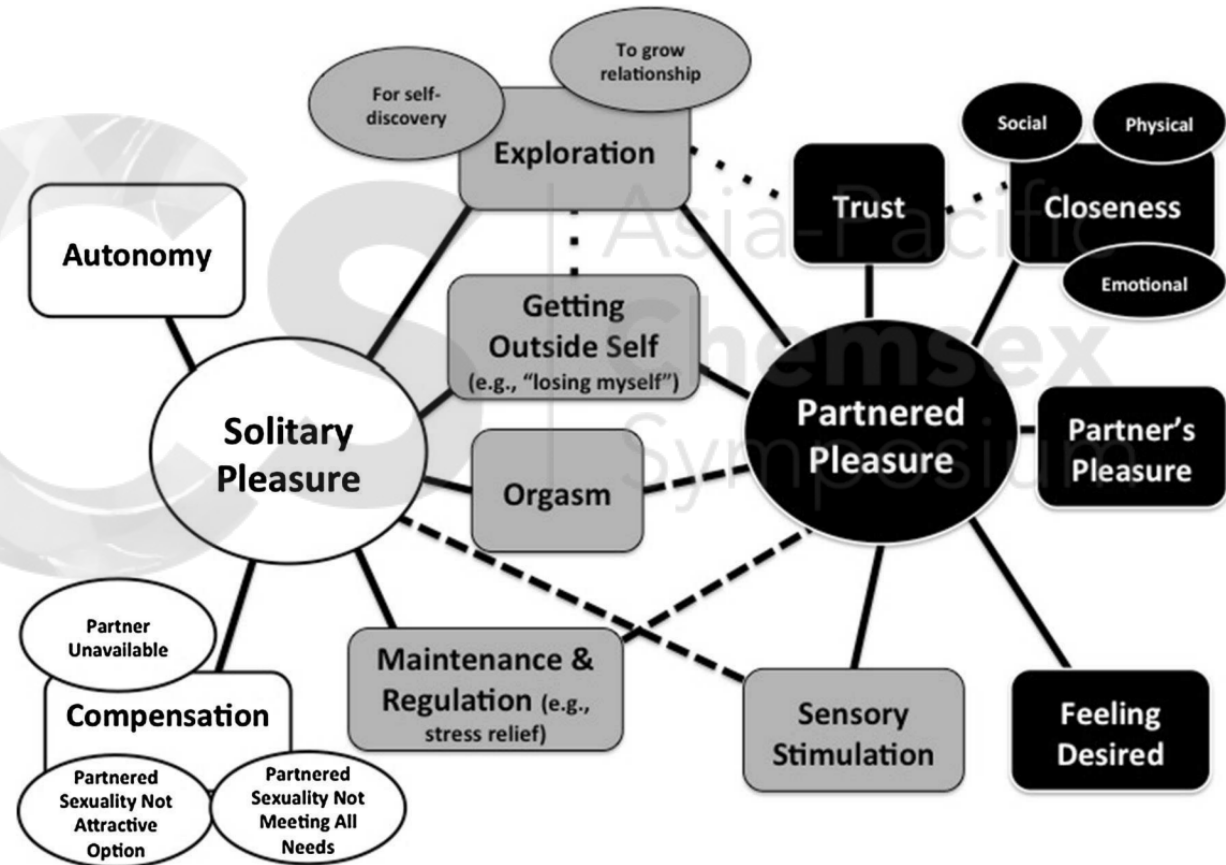 To grow
relationship
For self-
discovery
Exploration
Social
Physical
Trust
Closeness
Emotional
Autonomy
Getting
Outside Self
(e.g., “losing myself”)
Solitary
Pleasure
Partnered
Pleasure
Partner’s
Pleasure
Orgasm
Partner
Unavailable
Compensation
Partnered
Sexuality Not
Attractive
Option
Partnered
Sexuality Not
Meeting All
Needs
Maintenance &
Regulation (e.g.,
stress relief)
Sensory
Stimulation
Feeling
Desired
CS
Asia-Pacific
Chemsex
Symposium